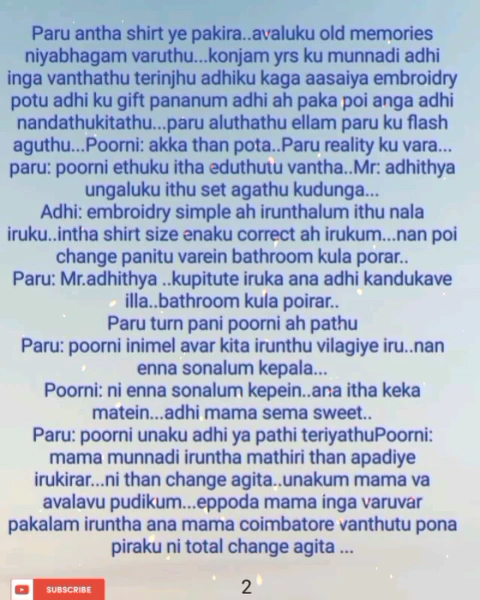 Paru antha shirt ye pakira..avaluku old memories
niyabhagam varuthu...konjam yrs ku munnadi adhi
inga vanthathu terinjhu adhiku kaga aasaiya embroidry
potu adhi ku gift pananum adhi ah paka poi anga adhi
nandathukitathu...paru aluthathu ellam paru ku flash
aguthu...Poorni: akka than pota..Paru reality ku vara...
paru: poorni ethuku itha eduthutu vantha..Mr: adhithya
ungaluku ithu set agathu kudunga...
Adhi: embroidry simple ah irunthalum ithu nala
iruku..intha shirt size enaku correct ah irukum...nan poi
change panitu varein bathroom kula porar..
Paru: Mr.adhithya ..kupitute iruka ana adhi kandukave
illa..bathroom kula poirar..
Paru turn pani poorni ah pathu
Paru: poorni inimel avar kita irunthu vilagiye iru..nan
enna sonalum kepala...
Poorni: ni enna sonalum kepein..ana itha keka
matein...adhi mama sema sweet..
Paru: poorni unaku adhi ya pathi teriyathuPoorni:
mama munnadi iruntha mathiri than apadiye
irukirar...ni than change agita..unakum mama va
avalavu pudikum...eppoda mama inga varuvar
pakalam iruntha ana mama coimbatore vanthutu pona
piraku ni total change agita ...
SUBSCRIBE
2